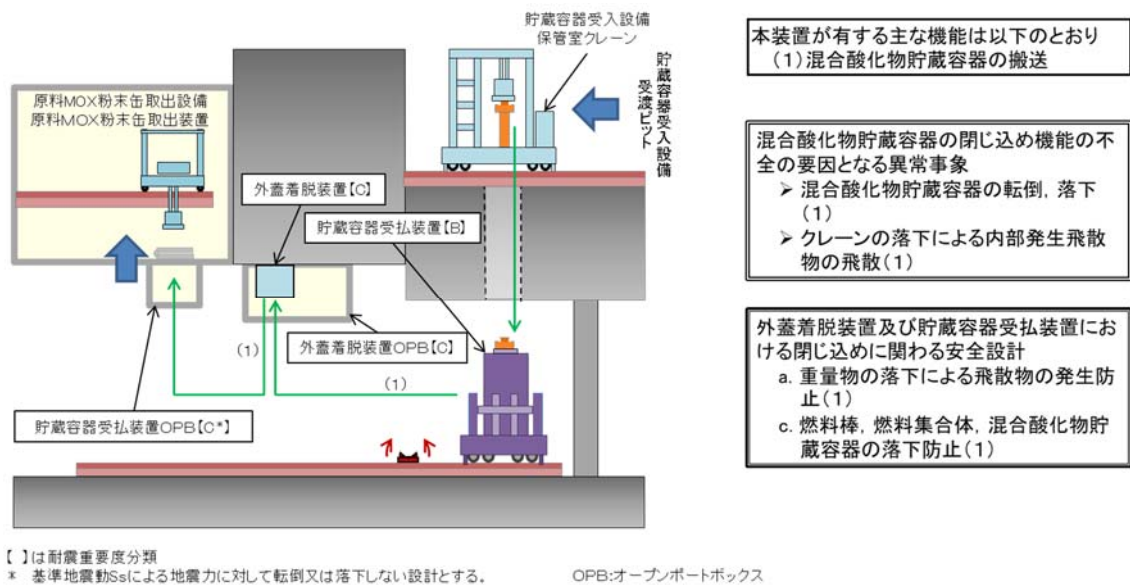 貯蔵容器受入設備
保管室クレーン
貯蔵容器受入設備
受渡ピット
原料MOX粉末缶取出設備
原料MOX粉末缶取出装置
外蓋着脱装置【C】
貯蔵容器受払装置【B】
(1)
外蓋着脱装置OPB【C】
(1)
貯蔵容器受払装置OPB【C*】
【 】は耐震重要度分類
* 基準地震動Ssによる地震力に対して転倒又は落下しない設計とする。
OPB:オープンポートボックス
本装置が有する主な機能は以下のとおり
(1)混合酸化物貯蔵容器の搬送
混合酸化物貯蔵容器の閉じ込め機能の不
全の要因となる異常事象
➢ 混合酸化物貯蔵容器の転倒,落下
(1)
➢ クレーンの落下による内部発生飛散
物の飛散(1)
外蓋着脱装置及び貯蔵容器受払装置にお
ける閉じ込めに関わる安全設計
a. 重量物の落下による飛散物の発生防
止(1)
c. 燃料棒,燃料集合体,混合酸化物貯
蔵容器の落下防止(1)